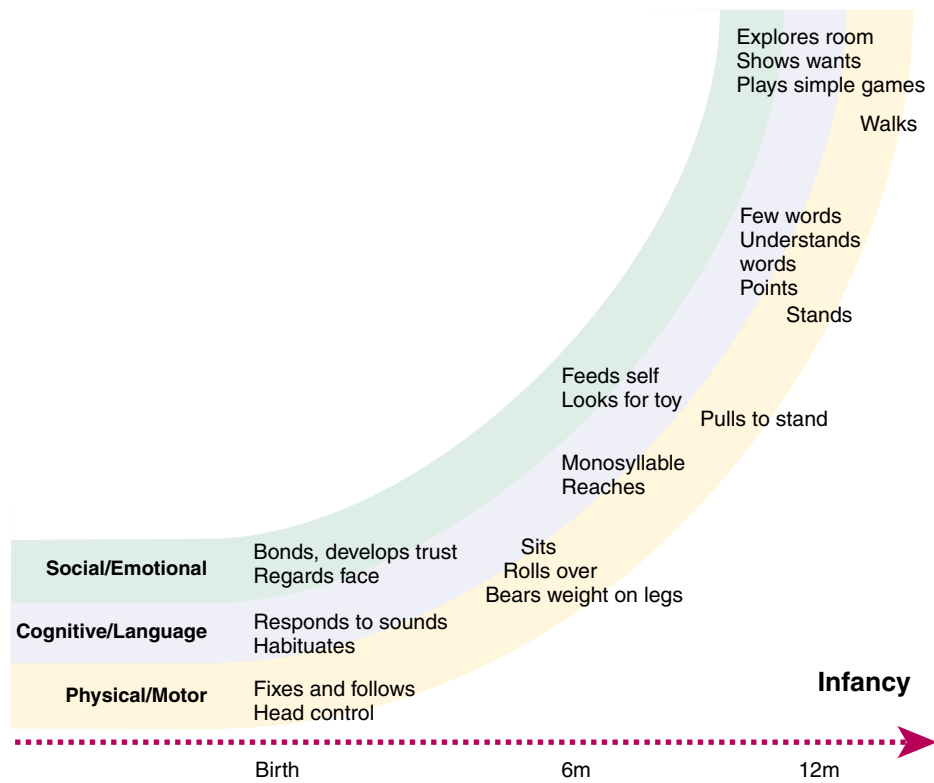 Explores room
Shows wants
Plays simple games
Walks
Few words
Understands
words
Points
Stands
Feeds self
Looks for toy
Pulls to stand
Monosyllable
Reaches
Sits
Rolls over
Bears weight on legs
Social/Emotional
Bonds, develops trust
Regards face
Cognitive/Language
Responds to sounds
Habituates
Physical/Motor
Fixes and follows
Head control
Infancy
Birth
6m
12m